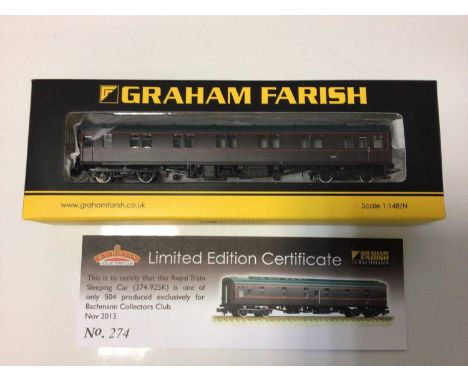 GRAHAM FARISH
www.grahamfarish.co.uk
Scale 1:148/N
Limited Edition Certificate
GRAHAM
FARISH
BACHMANN
This is to certify that this Royal Train
Sleeping Car (374-925K) is one of
only 504 produced exclusively for
Bachmann Collectors Club.
Nov 2013.
No. 274